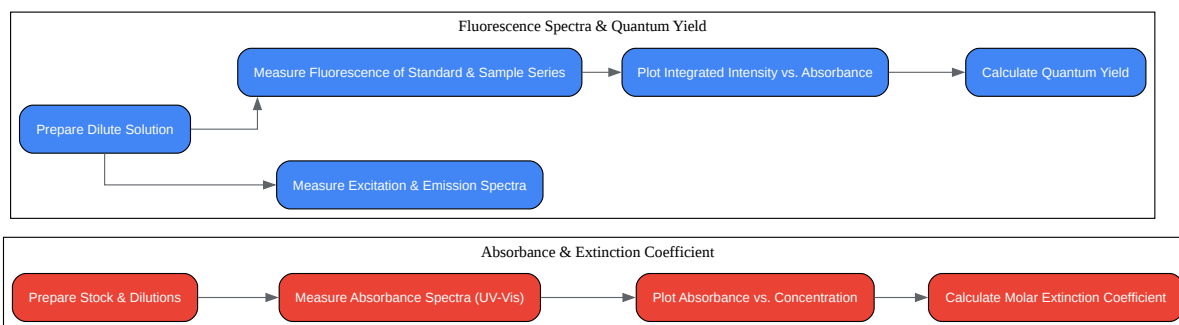 Fluorescence Spectra & Quantum Yield
Measure Fluorescence of Standard & Sample Series
Plot Integrated Intensity vs. Absorbance
Calculate Quantum Yield
Prepare Dilute Solution
Measure Excitation & Emission Spectra
Absorbance & Extinction Coefficient
Prepare Stock & Dilutions
Measure Absorbance Spectra (UV-Vis)
Plot Absorbance vs. Concentration
Calculate Molar Extinction Coefficient